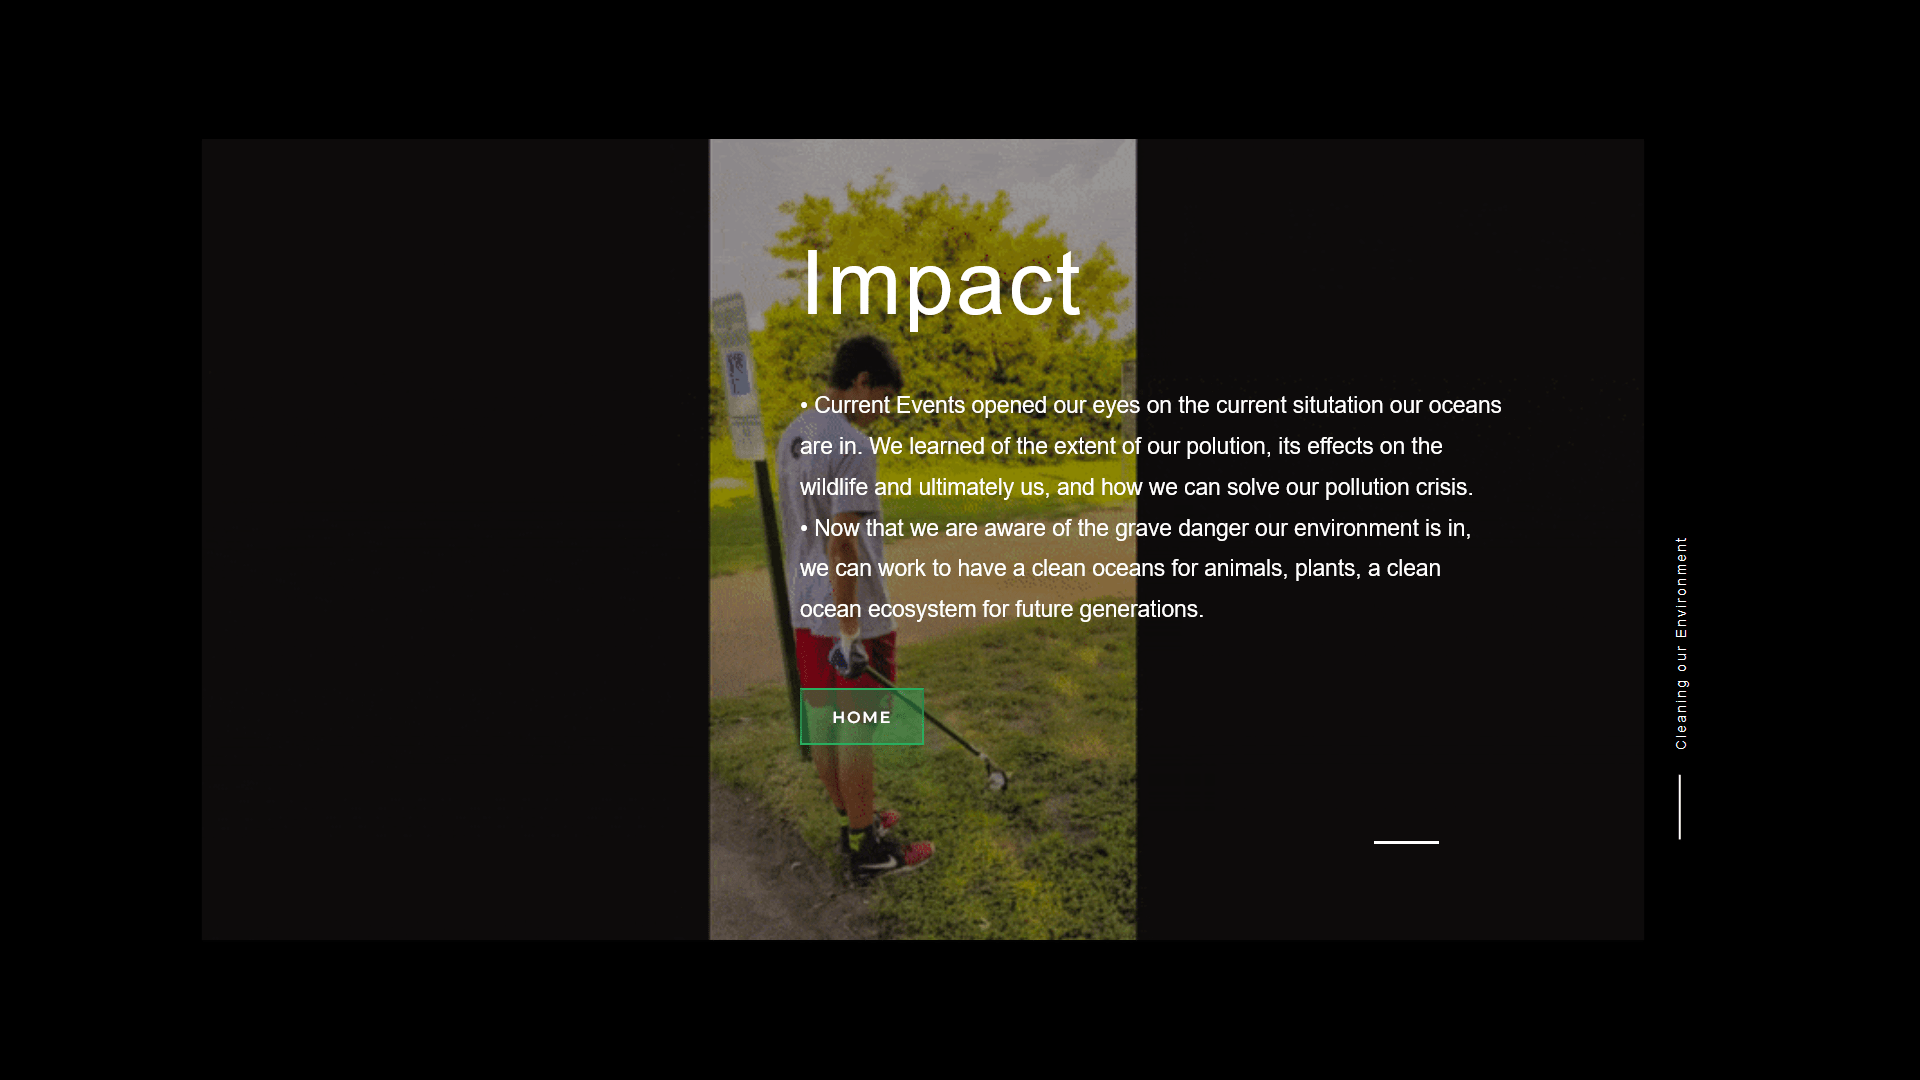 Impact
• Current Events opened our eyes on the current situtation our oceans
are in. We learned of the extent of our polution, its effects on the
wildlife and ultimately us, and how we can solve our pollution crisis.
• Now that we are aware of the grave danger our environment is in,
we can work to have a clean oceans for animals, plants, a clean
ocean ecosystem for future generations.
HOME
Cleaning our Environment